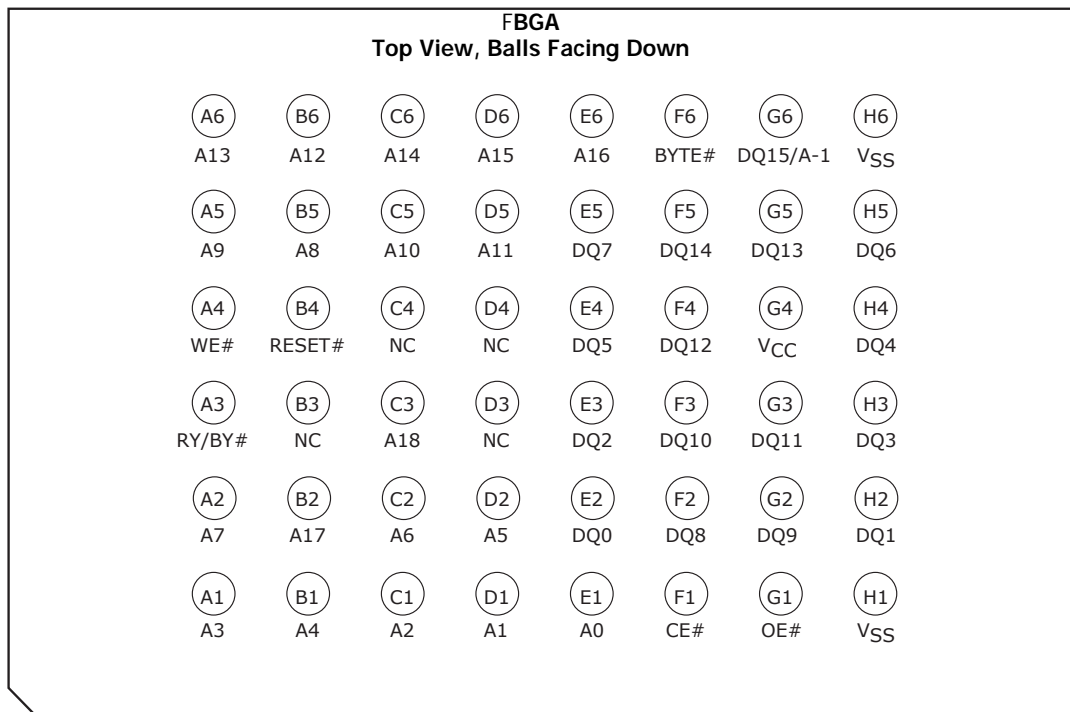 FBGA
Top View, Balls Facing Down
A6 B6 C6 D6 E6 F6 G6 H6
A13 A12 A14 A15 A16 BYTE# DQ15/A-1 VSS
A5 B5 C5 D5 E5 F5 G5 H5
A9 A8 A10 A11 DQ7 DQ14 DQ13 DQ6
A4 B4 C4 D4 E4 F4 G4 H4
WE# RESET# NC NC DQ5 DQ12 VCC DQ4
A3 B3 C3 D3 E3 F3 G3 H3
RY/BY# NC A18 NC DQ2 DQ10 DQ11 DQ3
A2 B2 C2 D2 E2 F2 G2 H2
A7 A17 A6 A5 DQ0 DQ8 DQ9 DQ1
A1 B1 C1 D1 E1 F1 G1 H1
A3 A4 A2 A1 A0 CE# OE# VSS